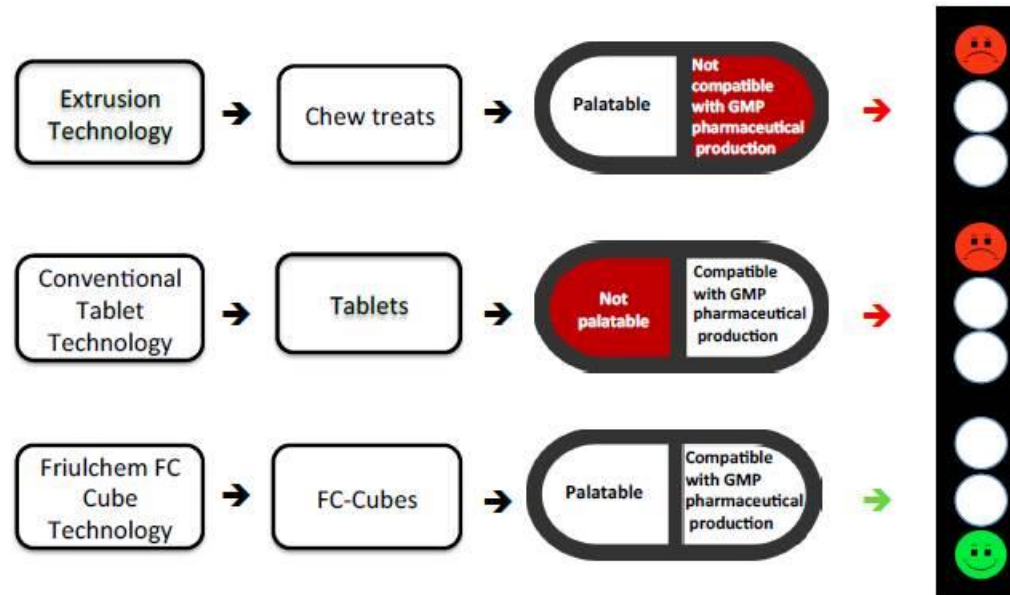 Extrusion
Technology
Chew treats
Palatable
Not
compatible
with GMP
pharmaceutical
production
Conventional
Tablet
Technology
Tablets
Not
palatable
Compatible
with GMP
pharmaceutical
production
Friulchem FC
Cube
Technology
FC-Cubes
Palatable
Compatible
with GMP
pharmaceutical
production